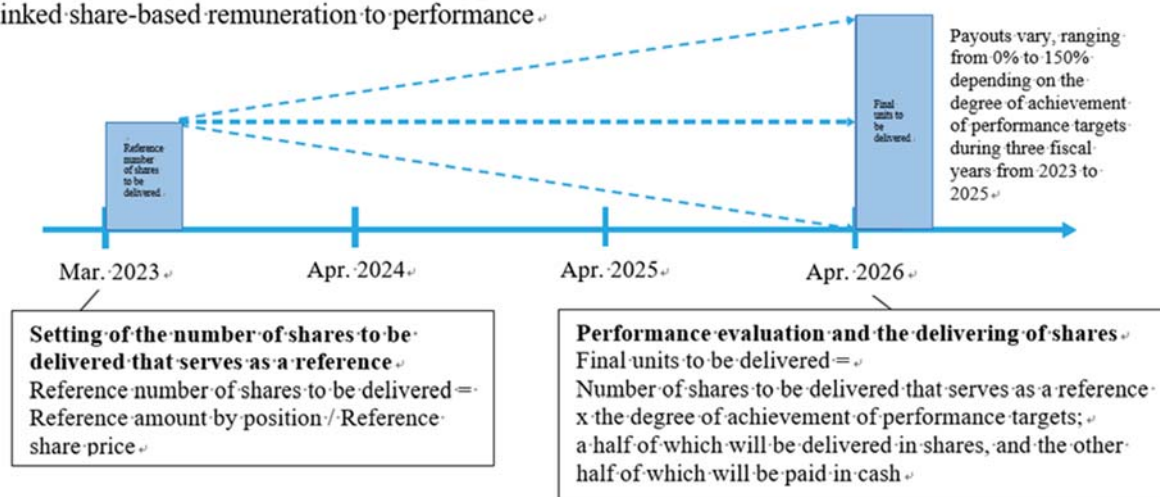 inked share-based remuneration to performance
Payouts vary, ranging
from 0% to 150%
depending on the
degree of achievement
of performance targets
during three fiscal
years from 2023 to
2025
Final
units to
be
delivered
Reference
number
of shares
to be
delivered
Mar. 2023
Apr. 2024
Apr. 2025
Apr. 2026
Setting of the number of shares to be
delivered that serves as a reference
Reference number of shares to be delivered =
Reference amount by position / Reference
share price
Performance evaluation and the delivering of shares
Final units to be delivered =
Number of shares to be delivered that serves as a reference
x the degree of achievement of performance targets;
a half of which will be delivered in shares, and the other
half of which will be paid in cash